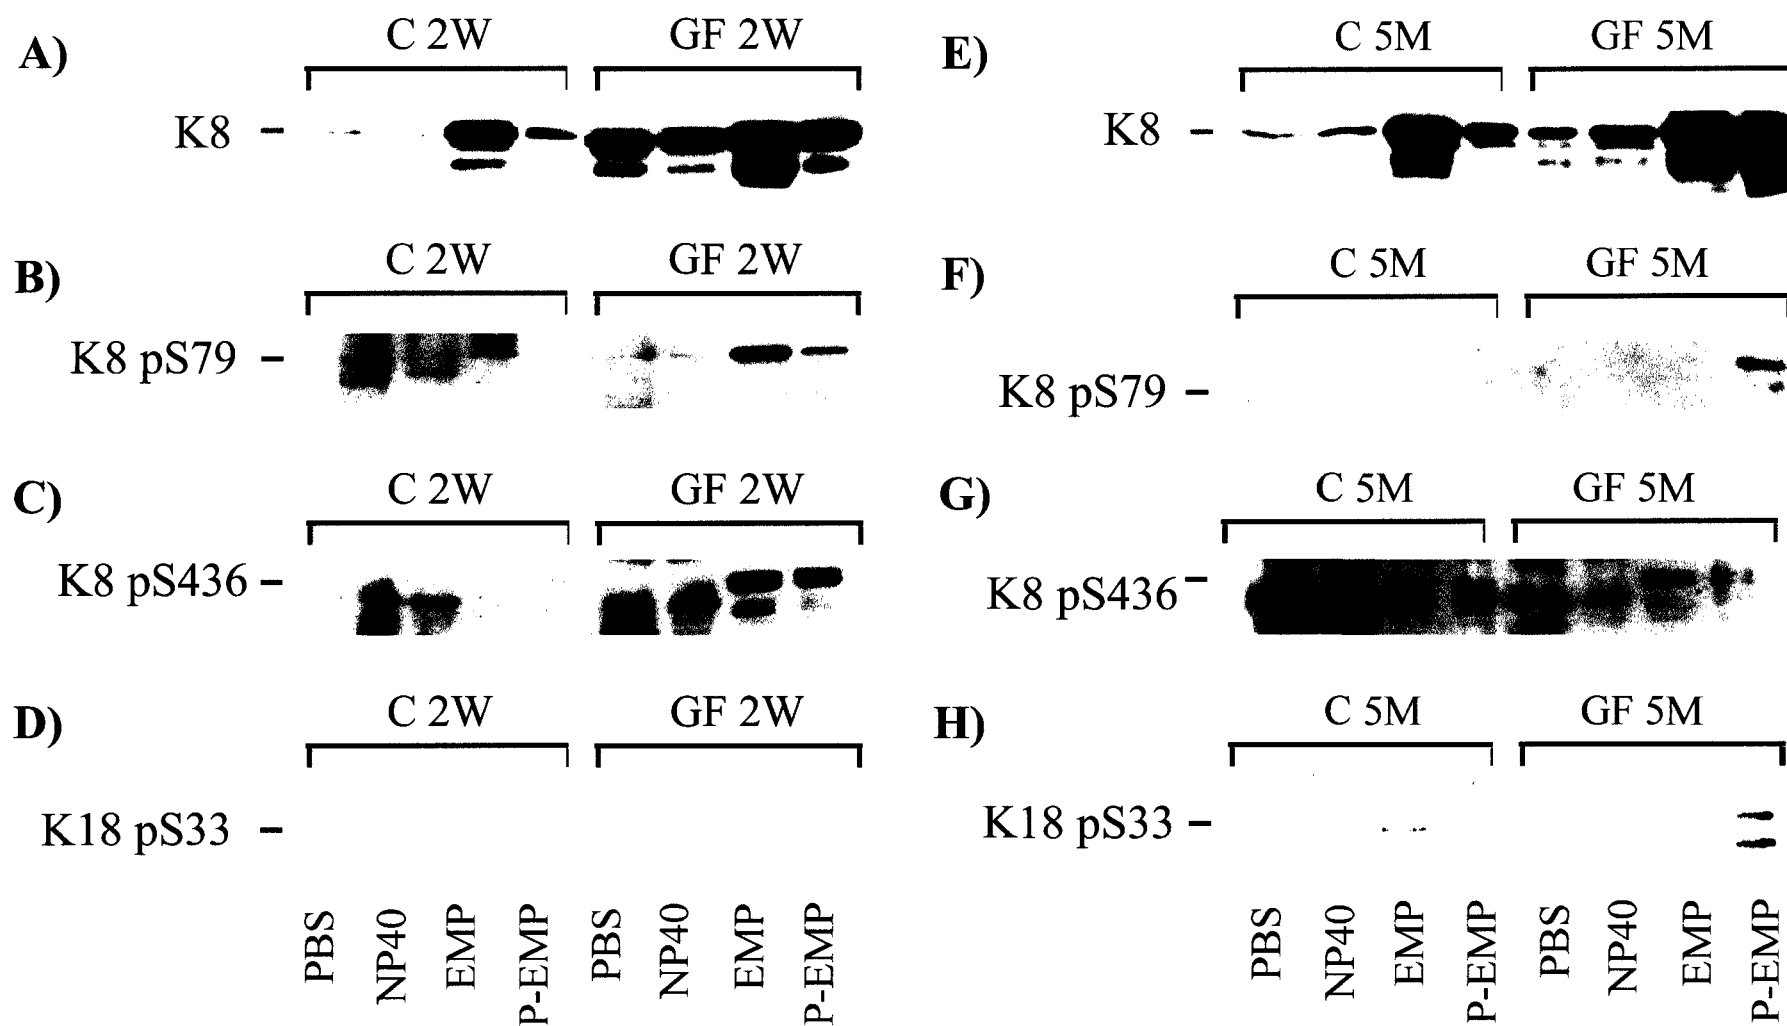 A)
C 2W GF 2W
K8 –
B)
C 2W GF 2W
K8 pS79 –
C)
C 2W GF 2W
K8 pS436 –
D)
C 2W GF 2W
K18 pS33 –
PBS
NP40
EMP
P-EMP
PBS
NP40
EMP
P-EMP
E)
C 5M GF 5M
K8 –
F)
C 5M GF 5M
K8 pS79 –
G)
C 5M GF 5M
K8 pS436 –
H)
C 5M GF 5M
K18 pS33 –
PBS
NP40
EMP
P-EMP
PBS
NP40
EMP
P-EMP